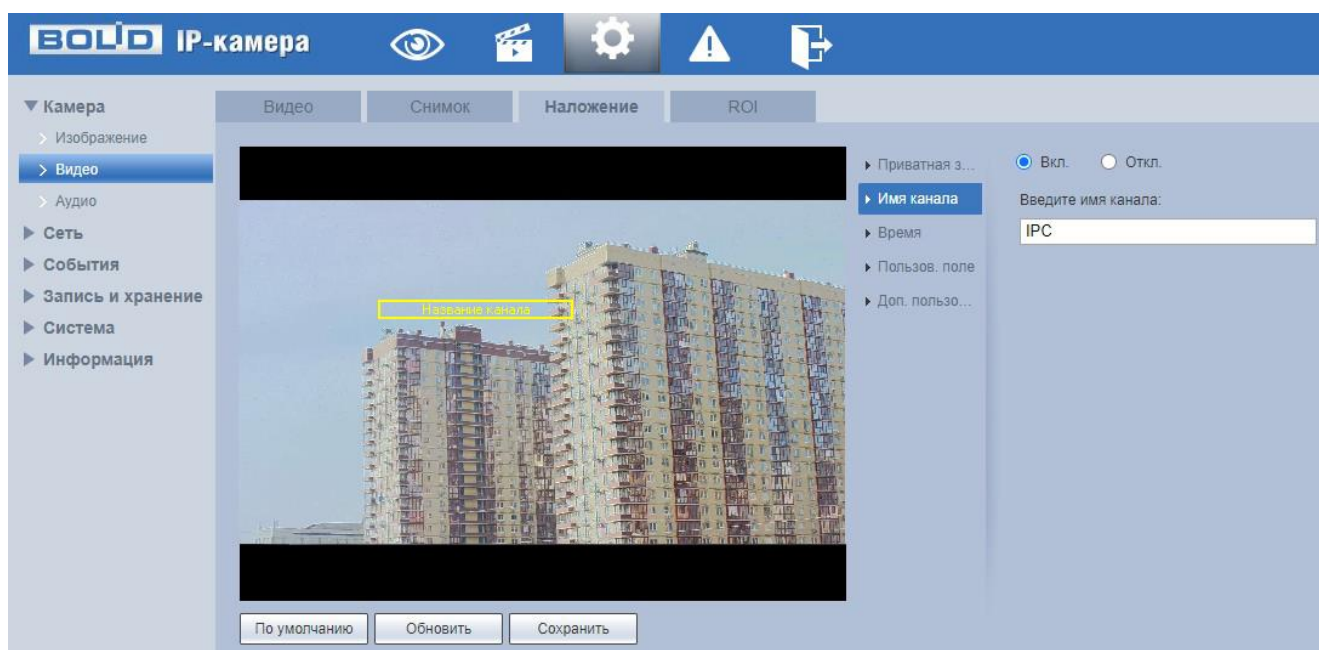 BOLID IP-камера
Камера
Изображение
Видео
Аудио
Сеть
События
Запись и хранение
Система
Информация
Видео
Снимок
Наложение
ROI
Название канала
Приватная з...
Имя канала
Время
Пользов. поле
Доп. пользо...
Вкл.
Откл.
Введите имя канала:
IPC
По умолчанию
Обновить
Сохранить